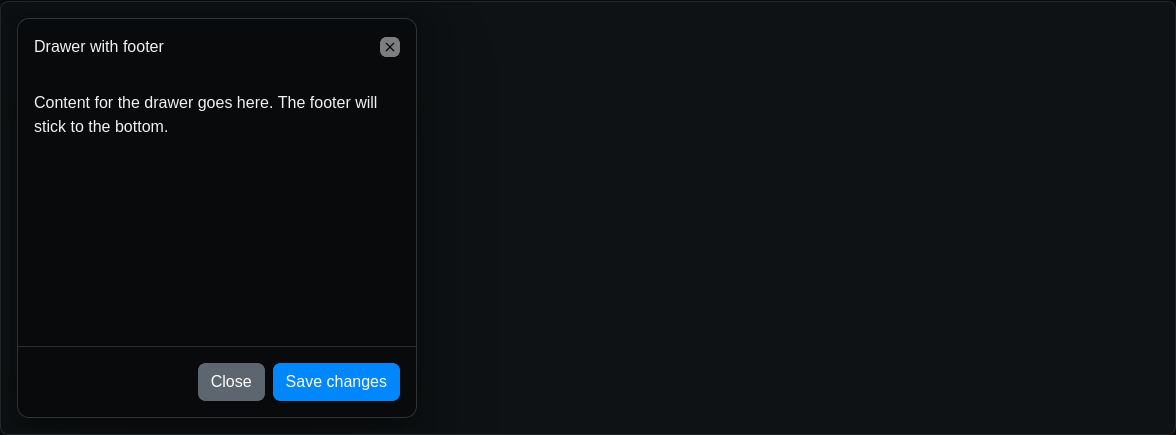 Drawer with footer
Content for the drawer goes here. The footer will
stick to the bottom.
Close
Save changes